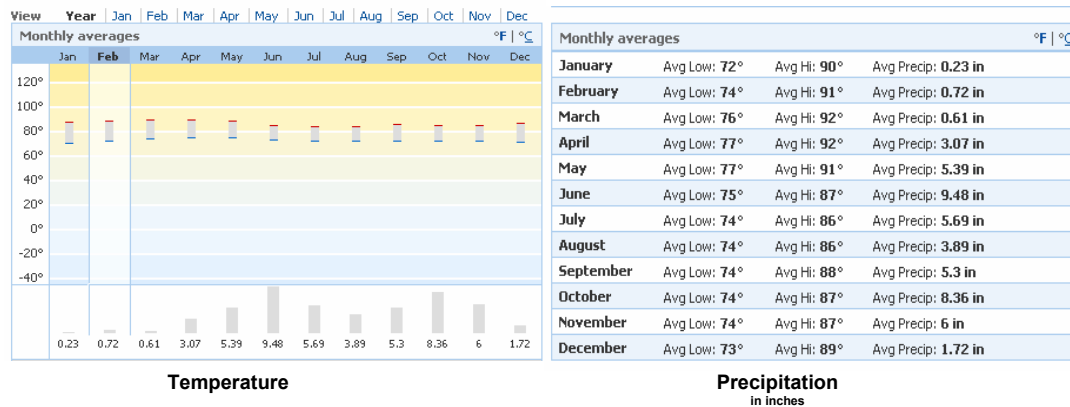 View Year | Jan | Feb | Mar | Apr | May | Jun | Jul | Aug | Sep | Oct | Nov | Dec
Monthly averages °F | °C
Jan Feb Mar Apr May Jun Jul Aug Sep Oct Nov Dec
120°
100°
80°
60°
40°
20°
0°
-20°
-40°
0.23 0.72 0.61 3.07 5.39 9.48 5.69 3.89 5.3 8.36 6 1.72
Temperature
Monthly averages °F | °C
January Avg Low: 72° Avg Hi: 90° Avg Precip: 0.23 in
February Avg Low: 74° Avg Hi: 91° Avg Precip: 0.72 in
March Avg Low: 76° Avg Hi: 92° Avg Precip: 0.61 in
April Avg Low: 77° Avg Hi: 92° Avg Precip: 3.07 in
May Avg Low: 77° Avg Hi: 91° Avg Precip: 5.39 in
June Avg Low: 75° Avg Hi: 87° Avg Precip: 9.48 in
July Avg Low: 74° Avg Hi: 86° Avg Precip: 5.69 in
August Avg Low: 74° Avg Hi: 86° Avg Precip: 3.89 in
September Avg Low: 74° Avg Hi: 88° Avg Precip: 5.3 in
October Avg Low: 74° Avg Hi: 87° Avg Precip: 8.36 in
November Avg Low: 74° Avg Hi: 87° Avg Precip: 6 in
December Avg Low: 73° Avg Hi: 89° Avg Precip: 1.72 in
Precipitation
in inches